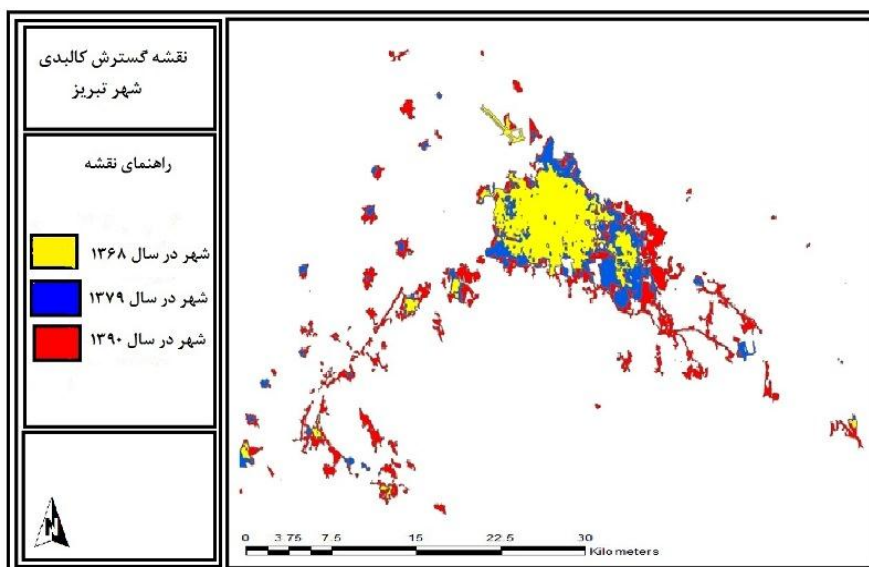 نقشه گسترش کالبدی
شهر تبریز
راهنمای نقشه
شهر در سال ۱۳۶۸
شهر در سال ۱۳۷۹
شهر در سال ۱۳۹۰
N
0 3.75 7.5 15 22.5 30
Kilometers